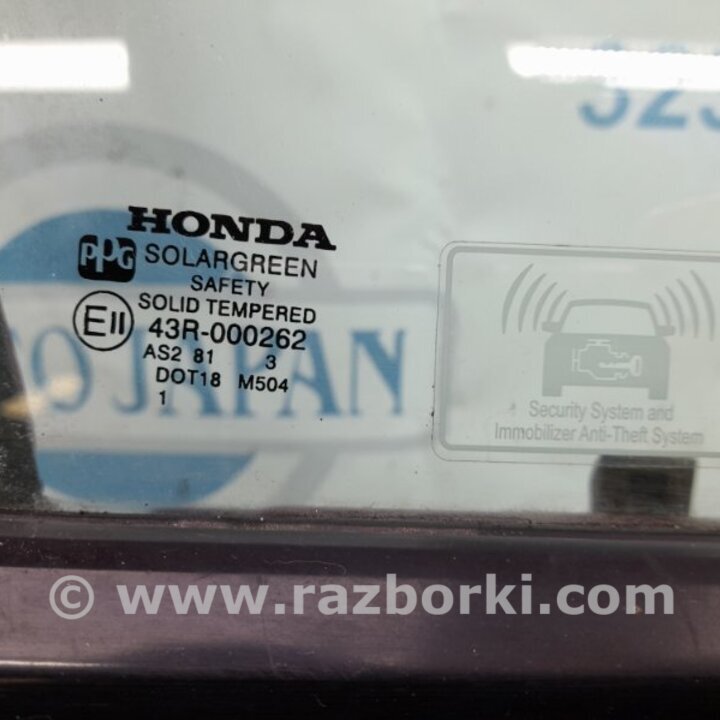 HONDA
PPG SOLARGREEN
SAFETY
SOLID TEMPERED
E11 43R-000262
AS2 81 3
DOT18 M504
1
Security System and
Immobilizer Anti-Theft System
JAPAN
© www.razborki.com